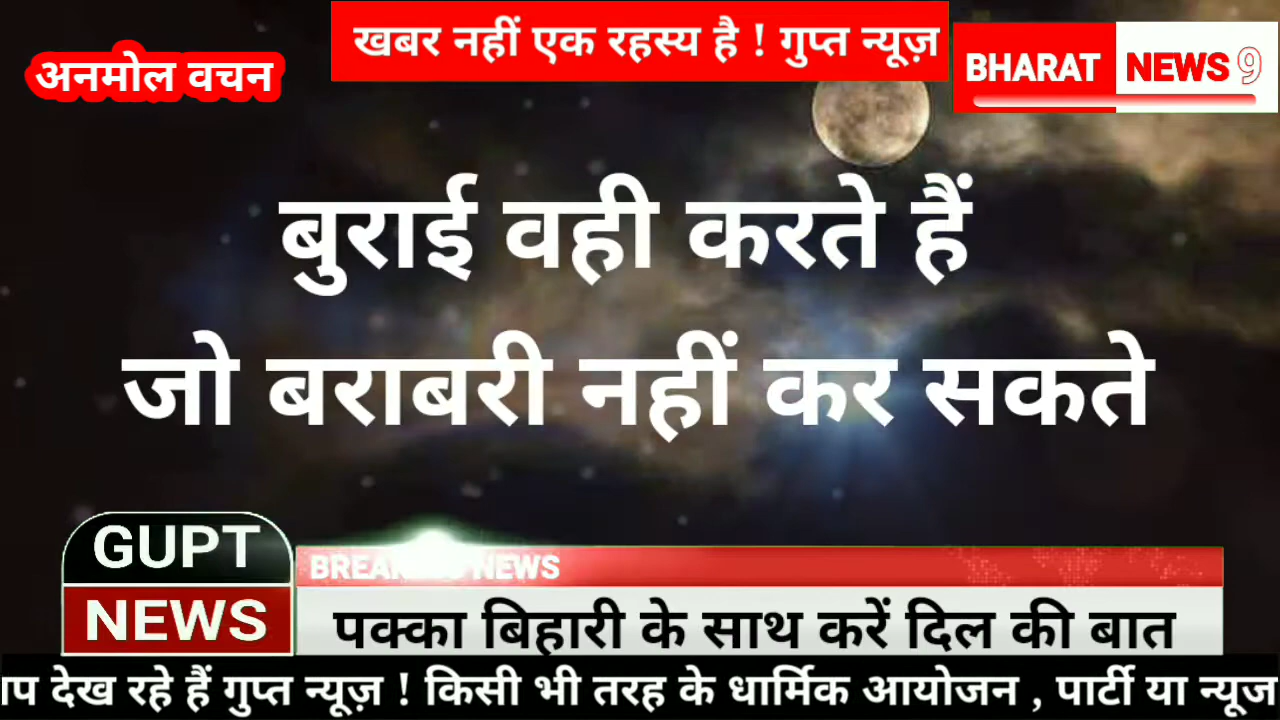 खबर नहीं एक रहस्य है ! गुप्त न्यूज़
अनमोल वचन
BHARAT NEWS 9
बुराई वही करते हैं
जो बराबरी नहीं कर सकते
GUPT
NEWS
NEWS
पक्का बिहारी के साथ करें दिल की बात
देख रहे हैं गुप्त न्यूज़ ! किसी भी तरह के धार्मिक आयोजन , पार्टी या न्यूज